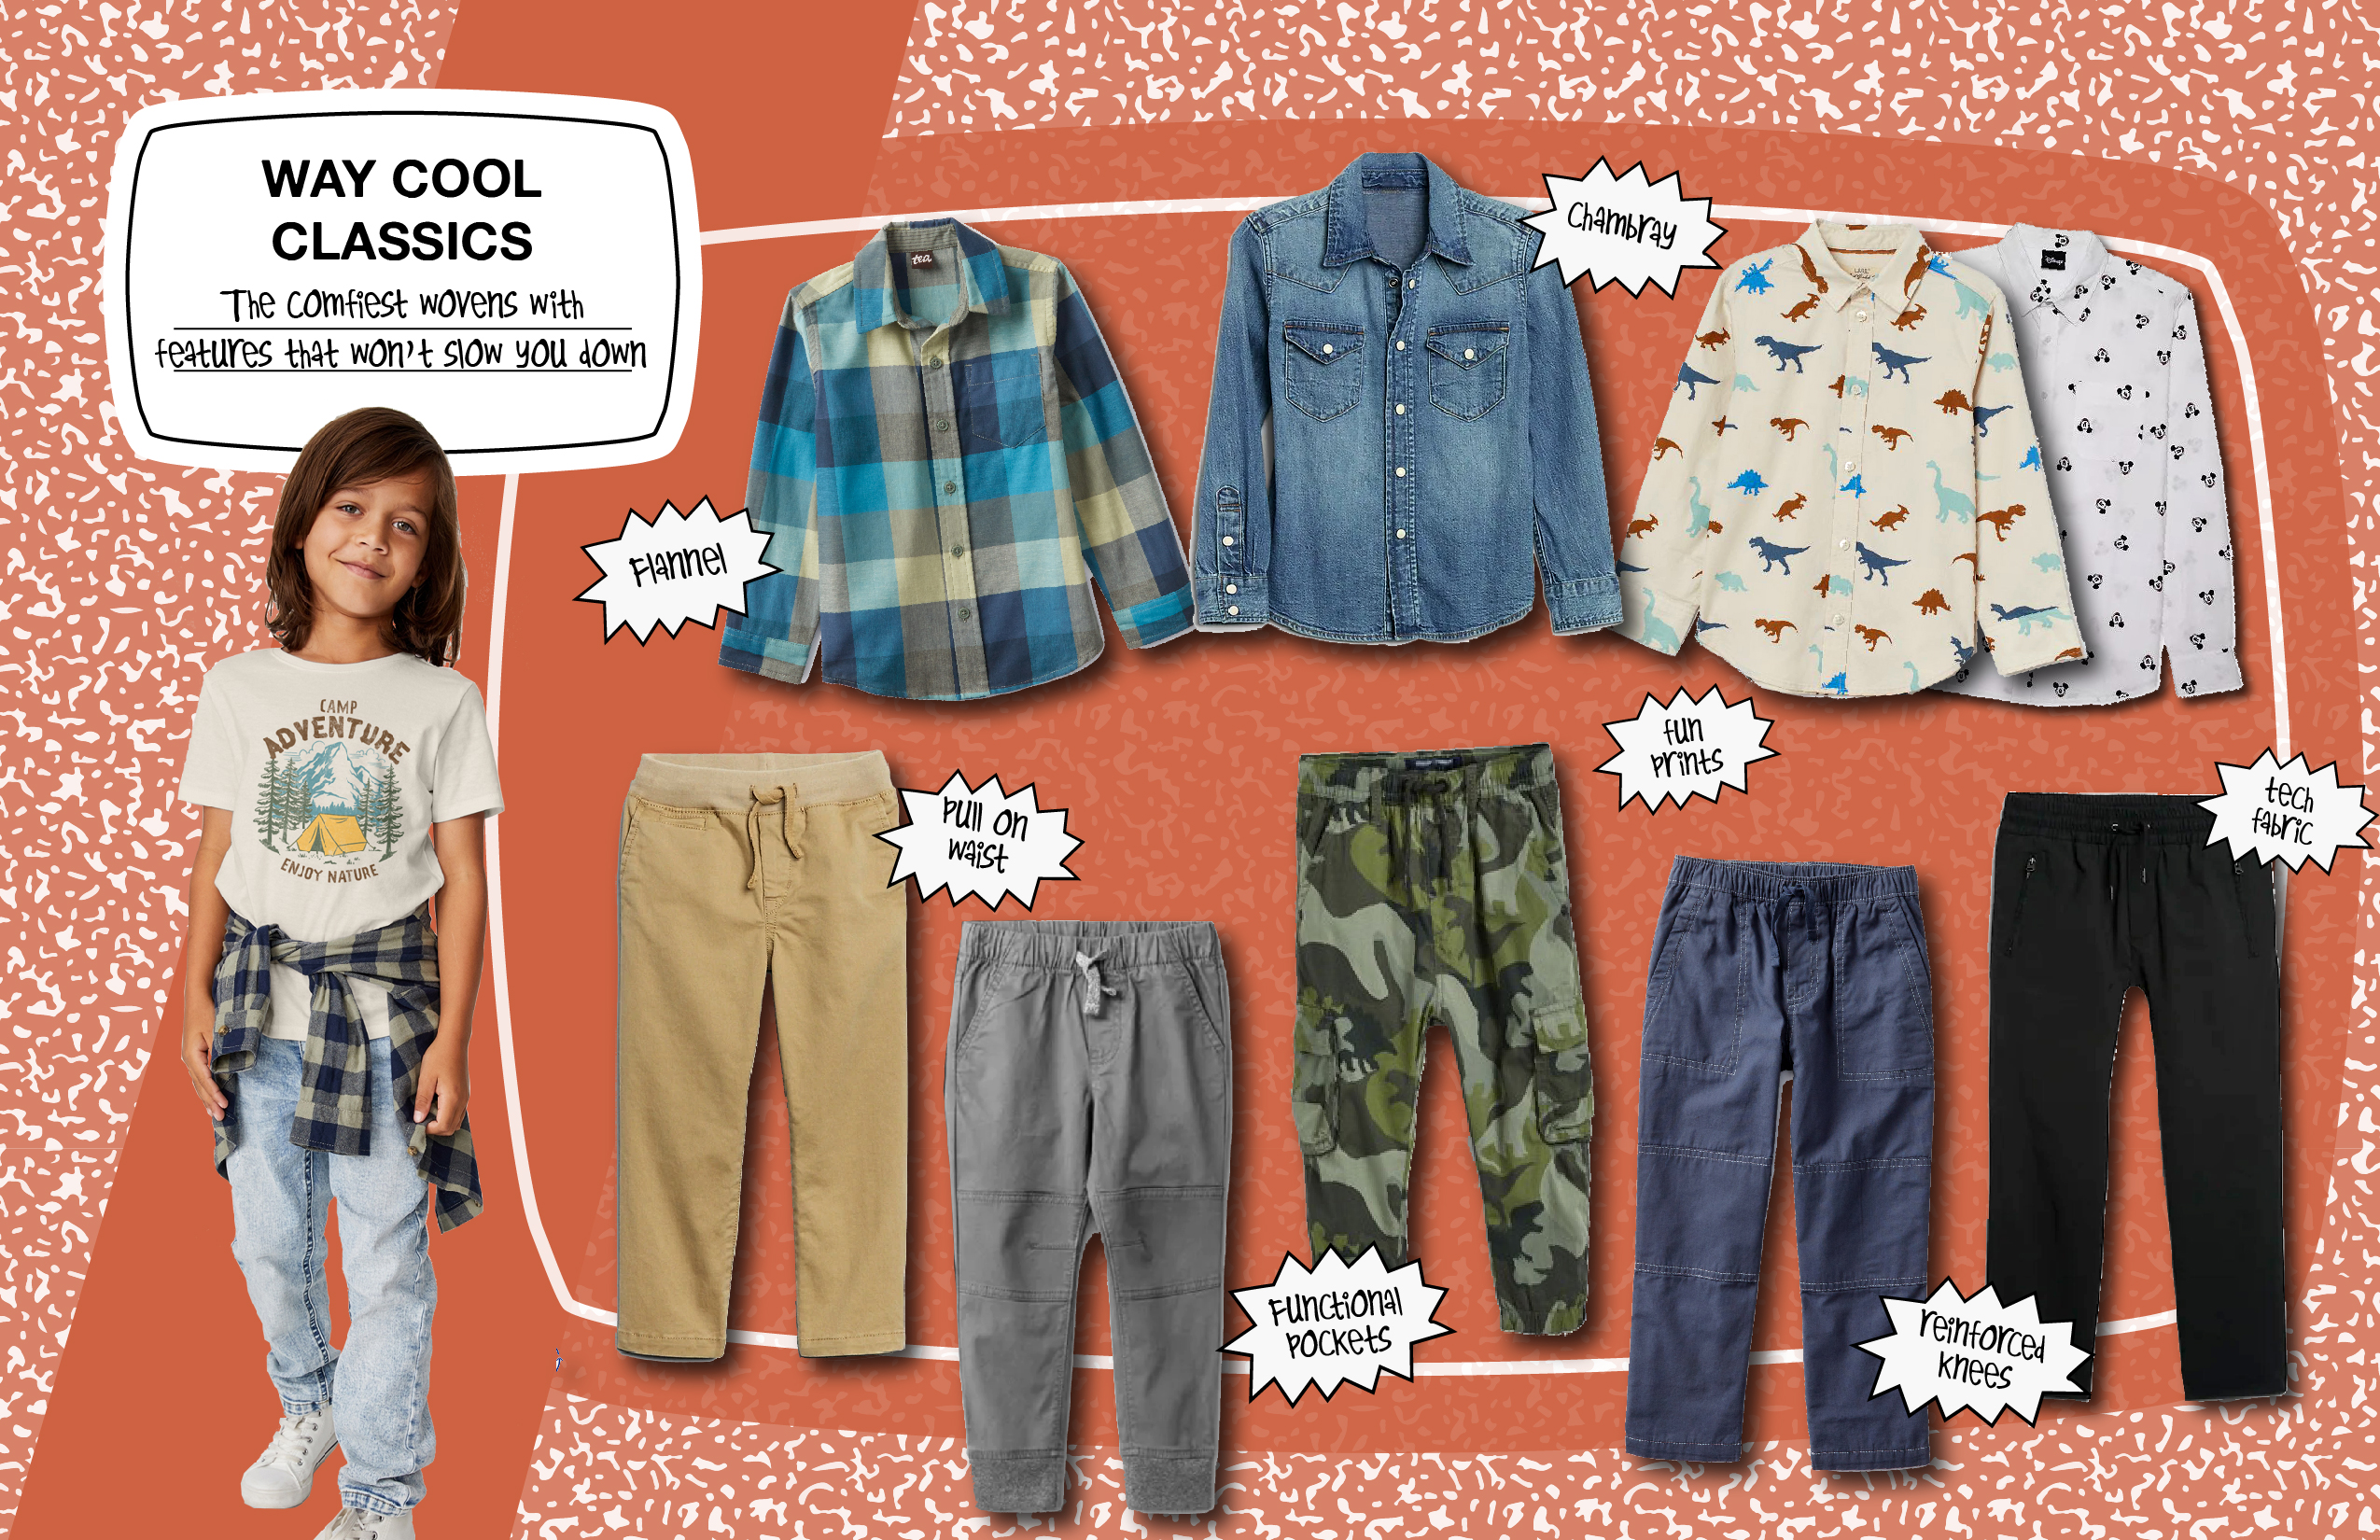 WAY COOL
CLASSICS
The comfiest wovens with
features that won't slow you down
tea
Chambray
Flannel
Disney
CAMP
ADVENTURE
ENJOY NATURE
Pull on
waist
fun
prints
tech
fabric
Functional
pockets
reinforced
knees